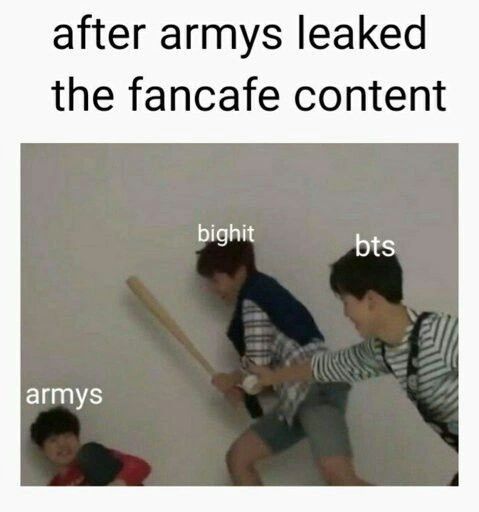 after armys leaked
the fancafe content
bighit
bts
armys